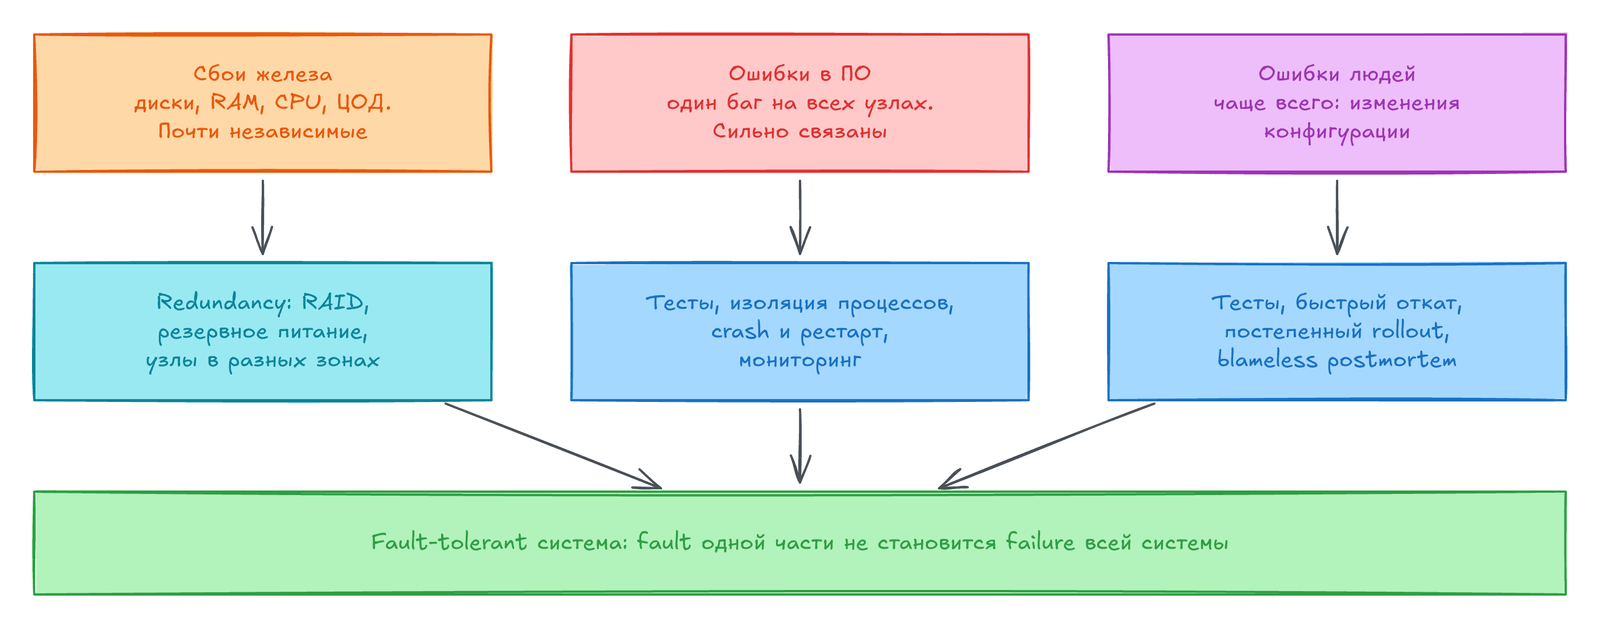 Сбои железа
диски, RAM, CPU, ЦОД.
Почти независимые
Ошибки в ПО
один баг на всех узлах.
Сильно связаны
Ошибки людей
чаще всего: изменения
конфигурации
Redundancy: RAID,
резервное питание,
узлы в разных зонах
Тесты, изоляция процессов,
crash и рестарт,
мониторинг
Тесты, быстрый откат,
постепенный rollout,
blameless postmortem
Fault-tolerant система: fault одной части не становится failure всей системы